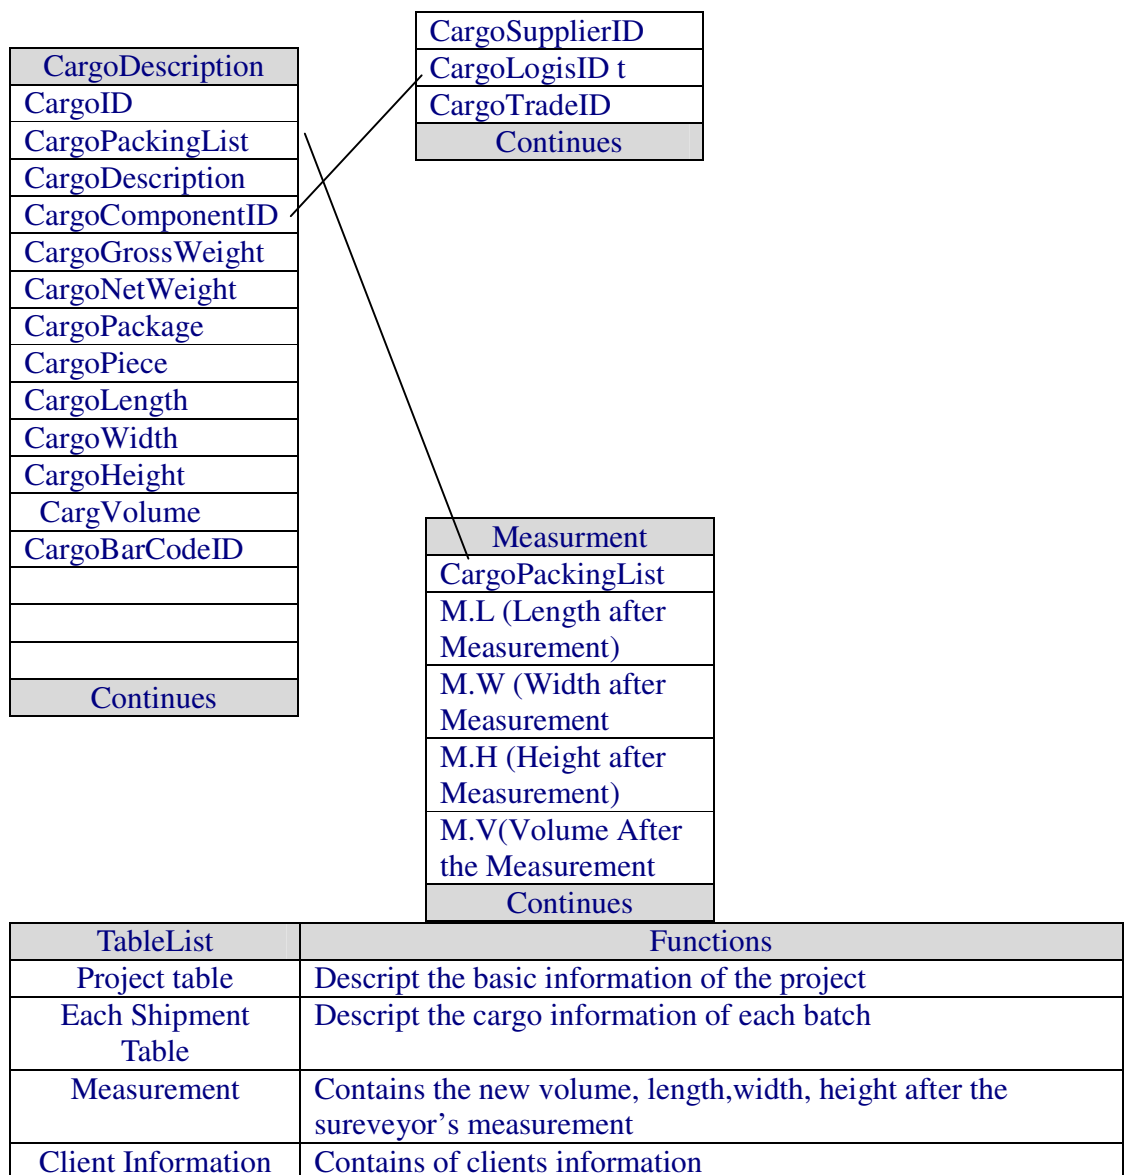 CargoSupplierID
CargoLogisID t
CargoTradeID
Continues
CargoDescription
CargoID
CargoPackingList
CargoDescription
CargoComponentID
CargoGrossWeight
CargoNetWeight
CargoPackage
CargoPiece
CargoLength
CargoWidth
CargoHeight
CargVolume
CargoBarCodeID
Continues
Measurment
CargoPackingList
M.L (Length after
Measurement)
M.W (Width after
Measurement
M.H (Height after
Measurement)
M.V(Volume After
the Measurement
Continues
TableList
Functions
Project table
Descript the basic information of the project
Each Shipment
Table
Descript the cargo information of each batch
Measurement
Contains the new volume, length,width, height after the
sureveyor's measurement
Client Information
Contains of clients information